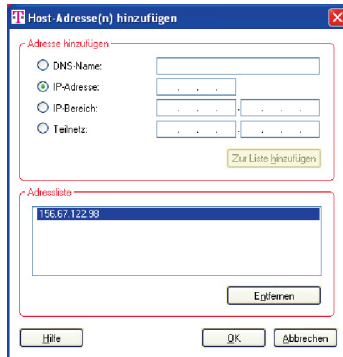 Host-Adresse(n) hinzufügen
Adresse hinzufügen
DNS-Name:
IP-Adresse:
IP-Bereich:
Teilnetz:
Zur Liste hinzufügen
Adressliste
156.67.122.98
Entfernen
Hilfe
OK
Abbrechen